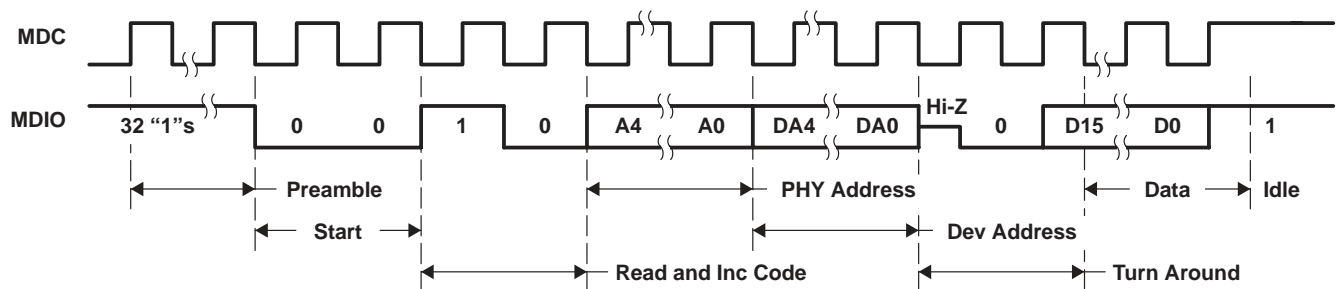 MDC
Hi-Z
MDIO
32 “1”s 0 0 1 0 A4 A0 DA4 DA0 0 D15 D0 1
Preamble PHY Address Data Idle
Start Dev Address
Read and Inc Code Turn Around